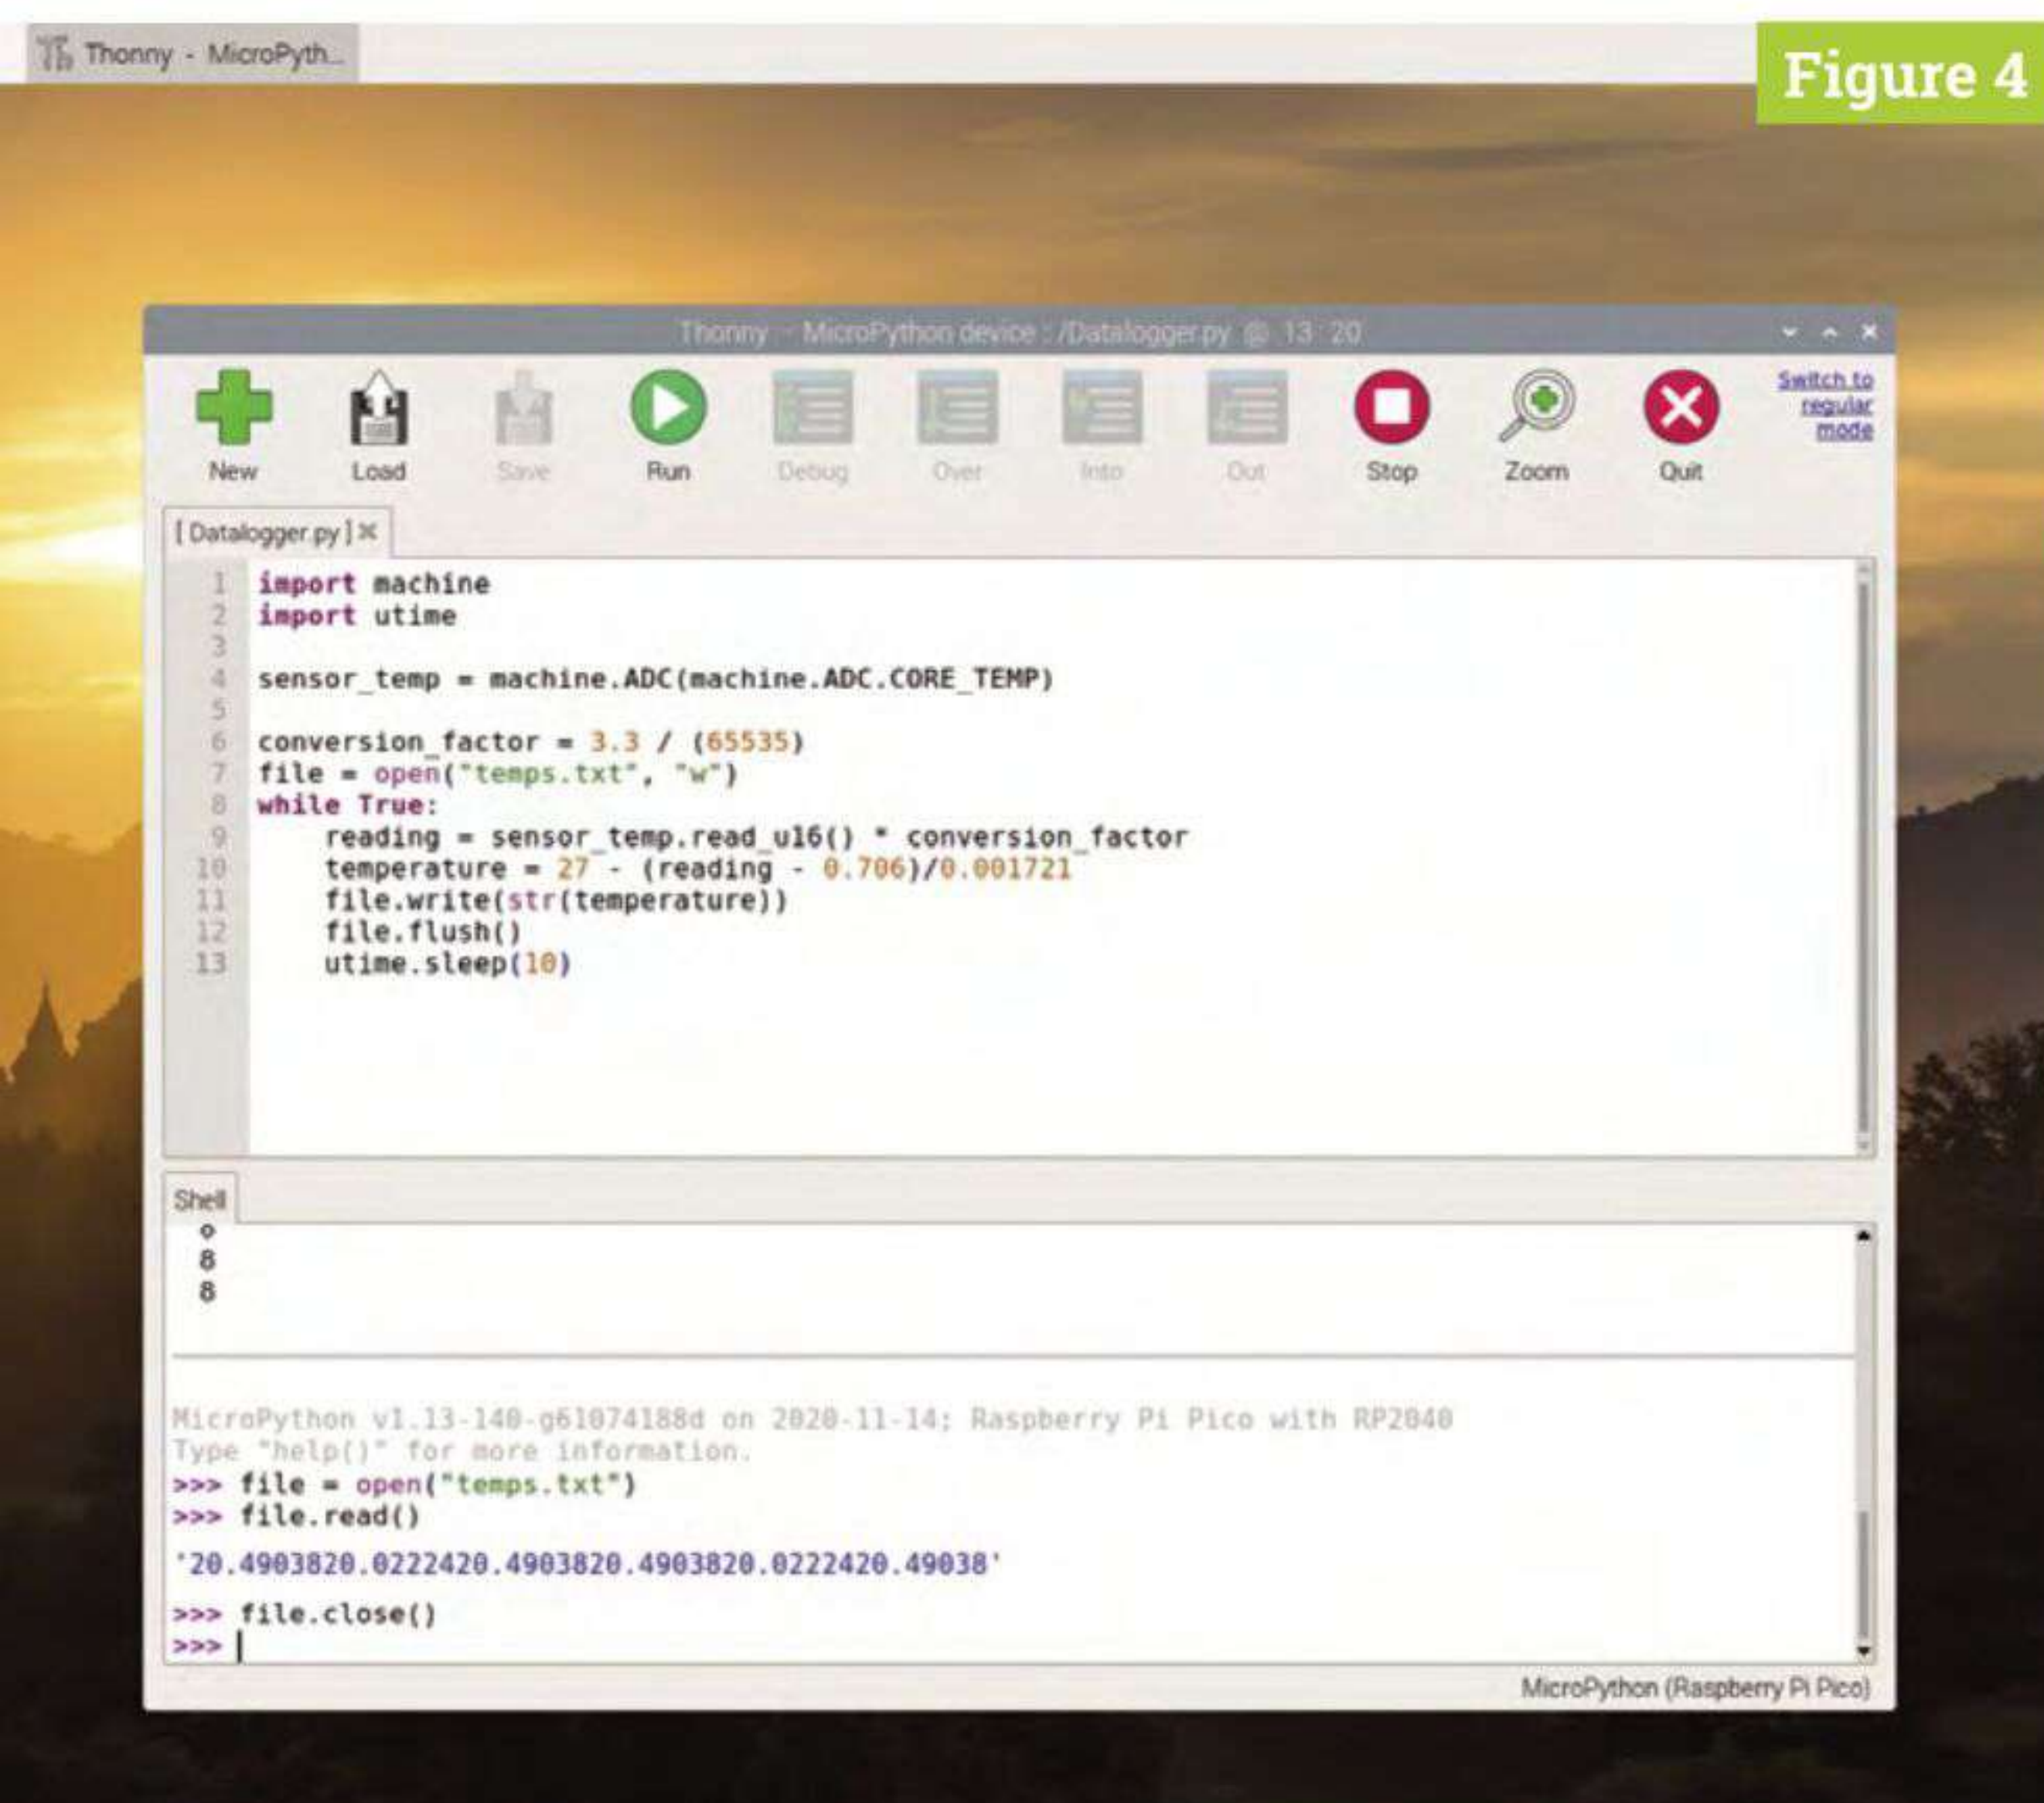 Thonny - MicroPyth...
Figure 4
Thonny - MicroPython device : /Datalogger.py @ 13 : 20
New
Load
Save
Run
Debug
Over
Into
Out
Stop
Zoom
Quit
Switch to
regular
mode
[ Datalogger.py ] ×
1 import machine
2 import utime
3
4 sensor_temp = machine.ADC(machine.ADC.CORE_TEMP)
5
6 conversion_factor = 3.3 / (65535)
7 file = open("temps.txt", "w")
8 while True:
9     reading = sensor_temp.read_u16() * conversion_factor
10     temperature = 27 - (reading - 0.706)/0.001721
11     file.write(str(temperature))
12     file.flush()
13     utime.sleep(10)
Shell
8
8
MicroPython v1.13-140-g61074188d on 2020-11-14; Raspberry Pi Pico with RP2040
Type "help()" for more information.
>>> file = open("temps.txt")
>>> file.read()
'20.4903820.0222420.4903820.4903820.0222420.49038'
>>> file.close()
>>>
MicroPython (Raspberry Pi Pico)